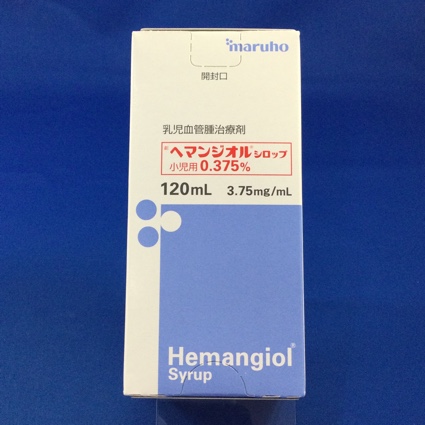 maruho
開封口
乳児血管腫治療剤
※ヘマンジオル®シロップ
小児用0.375%
120mL 3.75mg/mL
Hemangiol®
Syrup